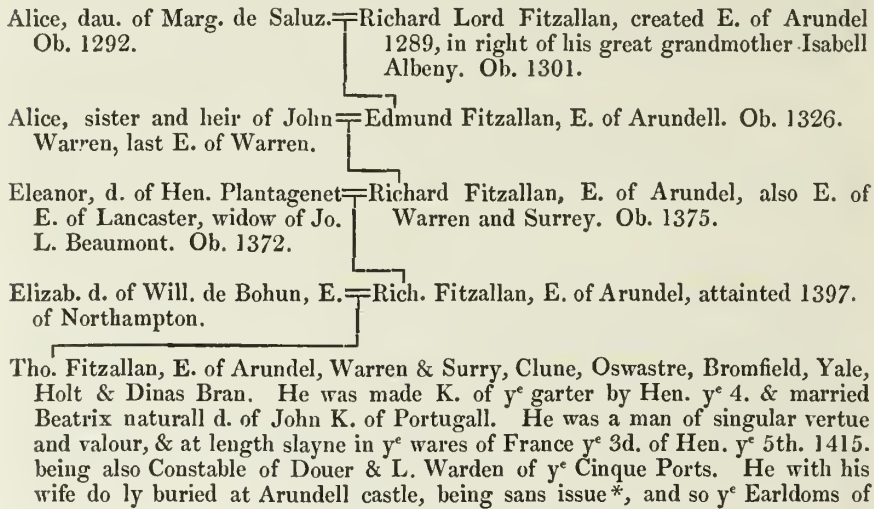 Alice, dau. of Marg. de Saluz.=Richard Lord Fitzallan, created E. of Arundel
Ob. 1292. 1289, in right of his great grandmother Isabell
Albeny. Ob. 1301.
Alice, sister and heir of John=Edmund Fitzallan, E. of Arundell. Ob. 1326.
Warren, last E. of Warren.
Eleanor, d. of Hen. Plantagenet=Richard Fitzallan, E. of Arundel, also E. of
E. of Lancaster, widow of Jo. Warren and Surrey. Ob. 1375.
L. Beaumont. Ob. 1372.
Elizab. d. of Will. de Bohun, E.=Rich. Fitzallan, E. of Arundel, attainted 1397.
of Northampton.
Tho. Fitzallan, E. of Arundel, Warren & Surry, Clune, Oswastre, Bromfield, Yale,
Holt & Dinas Bran. He was made K. of yᵉ garter by Hen. yᵉ 4. & married
Beatrix naturall d. of John K. of Portugall. He was a man of singular vertue
and valour, & at length slayne in yᵉ wares of France yᵉ 3d. of Hen. yᵉ 5th. 1415.
being also Constable of Douer & L. Warden of yᵉ Cinque Ports. He with his
wife do ly buried at Arundell castle, being sans issue*, and so yᵉ Earldoms of